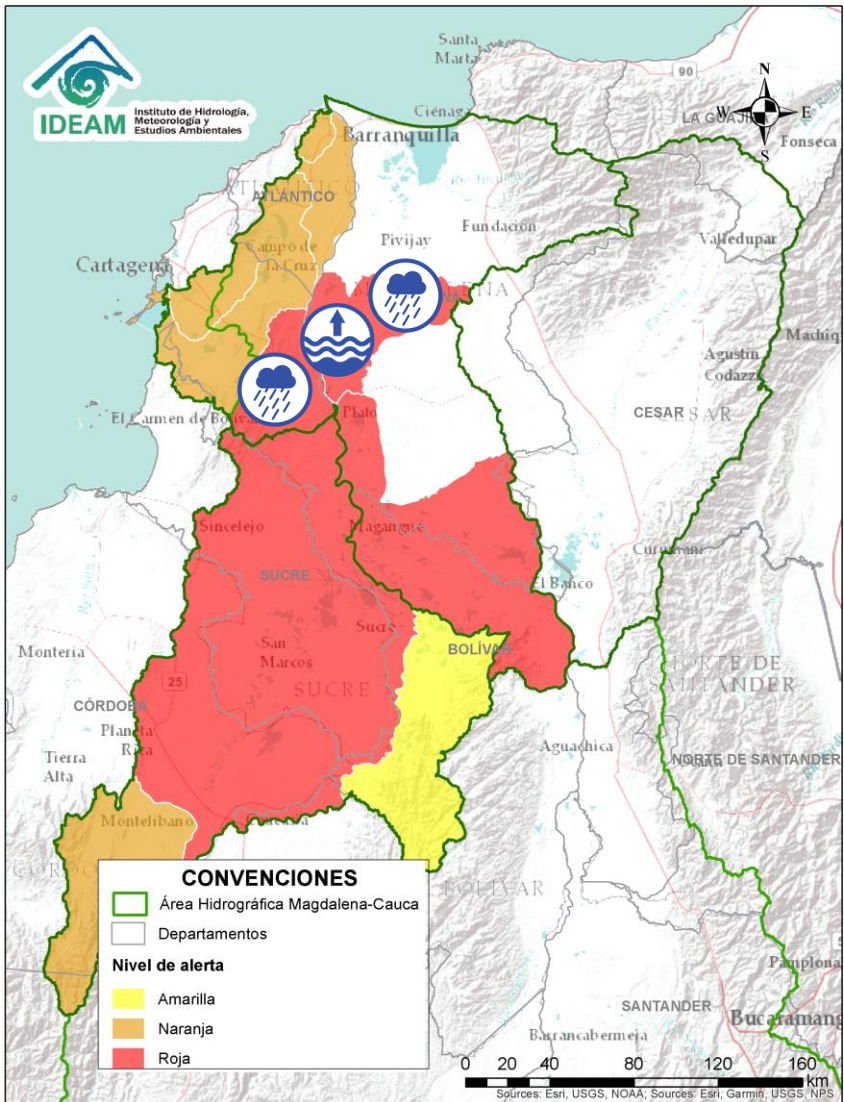 IDEAM
Instituto de Hidrología,
Meteorología y
Estudios Ambientales
Santa
Marta
90
N
W
E
S
Ciénaga
LA GUAJIRA
Barranquilla
Fonseca
ATLANTICO
Pivijay
Fundación
Valledupar
Campo de
la Cruz
Cartagena
Agustín
Codazzi
El Carmen de Bolívar
Plato
CESAR
CESAR
Sincelejo
Magangué
Curumaní
SUCRE
El Banco
Sucre
BOLÍVAR
Montería
San
Marcos
NORTE DE
SANTANDER
25
SUCRE
CÓRDOBA
Planeta
Rica
Aguachica
Tierra
Alta
NORTE DE SANTANDER
Montelíbano
BOLÍVAR
CONVENCIONES
Área Hidrográfica Magdalena-Cauca
Departamentos
Nivel de alerta
Amarilla
Naranja
Roja
Pamplona
SANTANDER
Bucaramang
Barrancabermeja
0 20 40 80 120 160
km
Sources: Esri, USGS, NOAA; Sources: Esri, Garmin, USGS, NPS